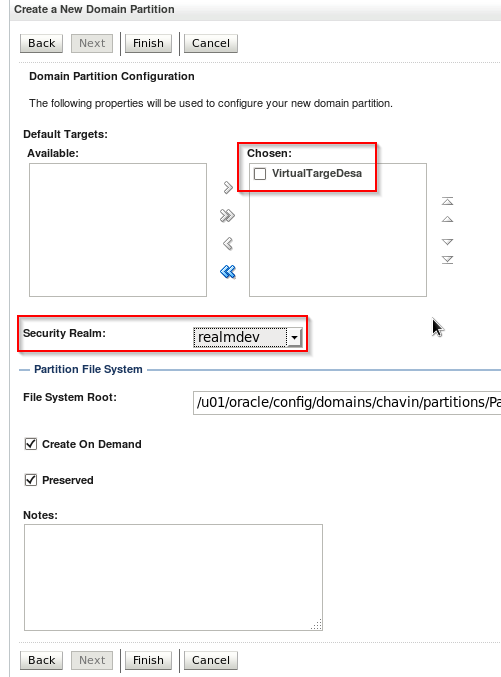 Create a New Domain Partition
Back Next Finish Cancel
Domain Partition Configuration
The following properties will be used to configure your new domain partition.
Default Targets:
Available: Chosen:
VirtualTargeDesa
Security Realm: realmdev
Partition File System
File System Root: /u01/oracle/config/domains/chavin/partitions/Pa
Create On Demand
Preserved
Notes:
Back Next Finish Cancel